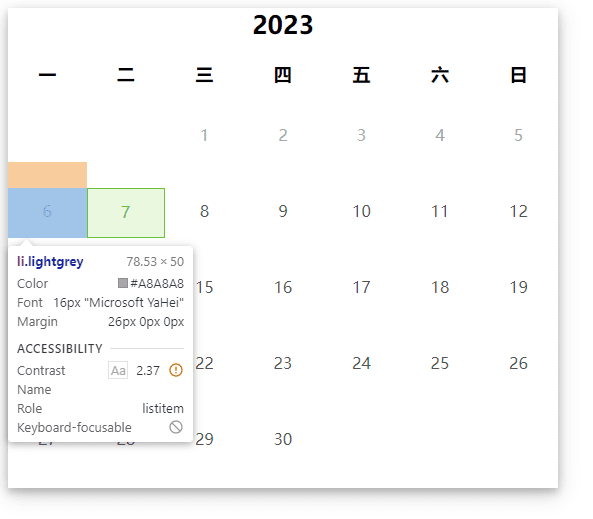 2023
一 二 三 四 五 六 日
1 2 3 4 5
6 7 8 9 10 11 12
li.lightgrey 78.53 × 50
Color #A8A8A8 15 16 17 18 19
Font 16px "Microsoft YaHei"
Margin 26px 0px 0px
ACCESSIBILITY
Contrast Aa 2.37 22 23 24 25 26
Name
Role listitem
Keyboard-focusable
27 28 29 30